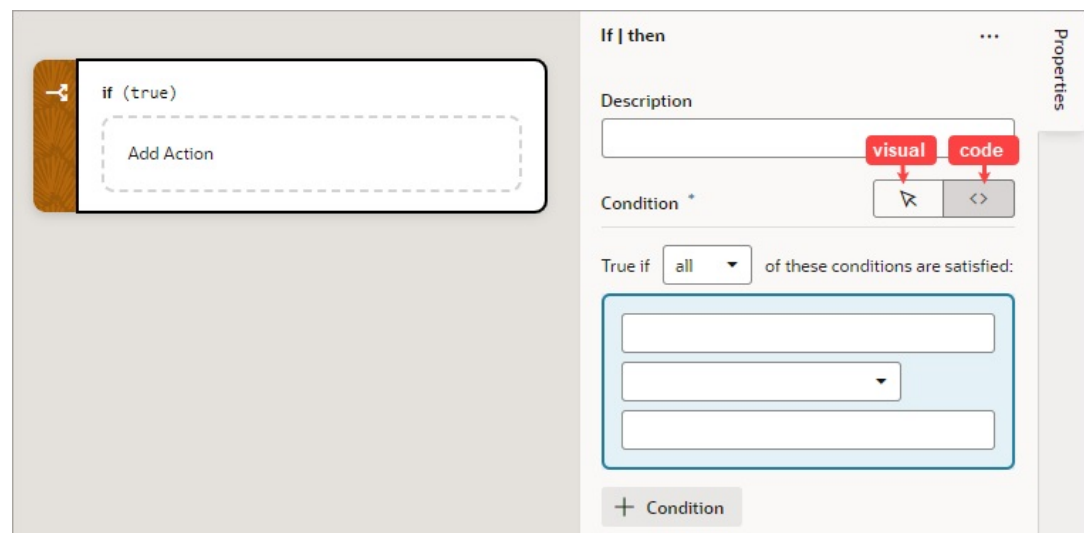 if (true)
Add Action
If | then
...
Description
visual
code
Condition *
<>
True if all of these conditions are satisfied:
+ Condition
Properties